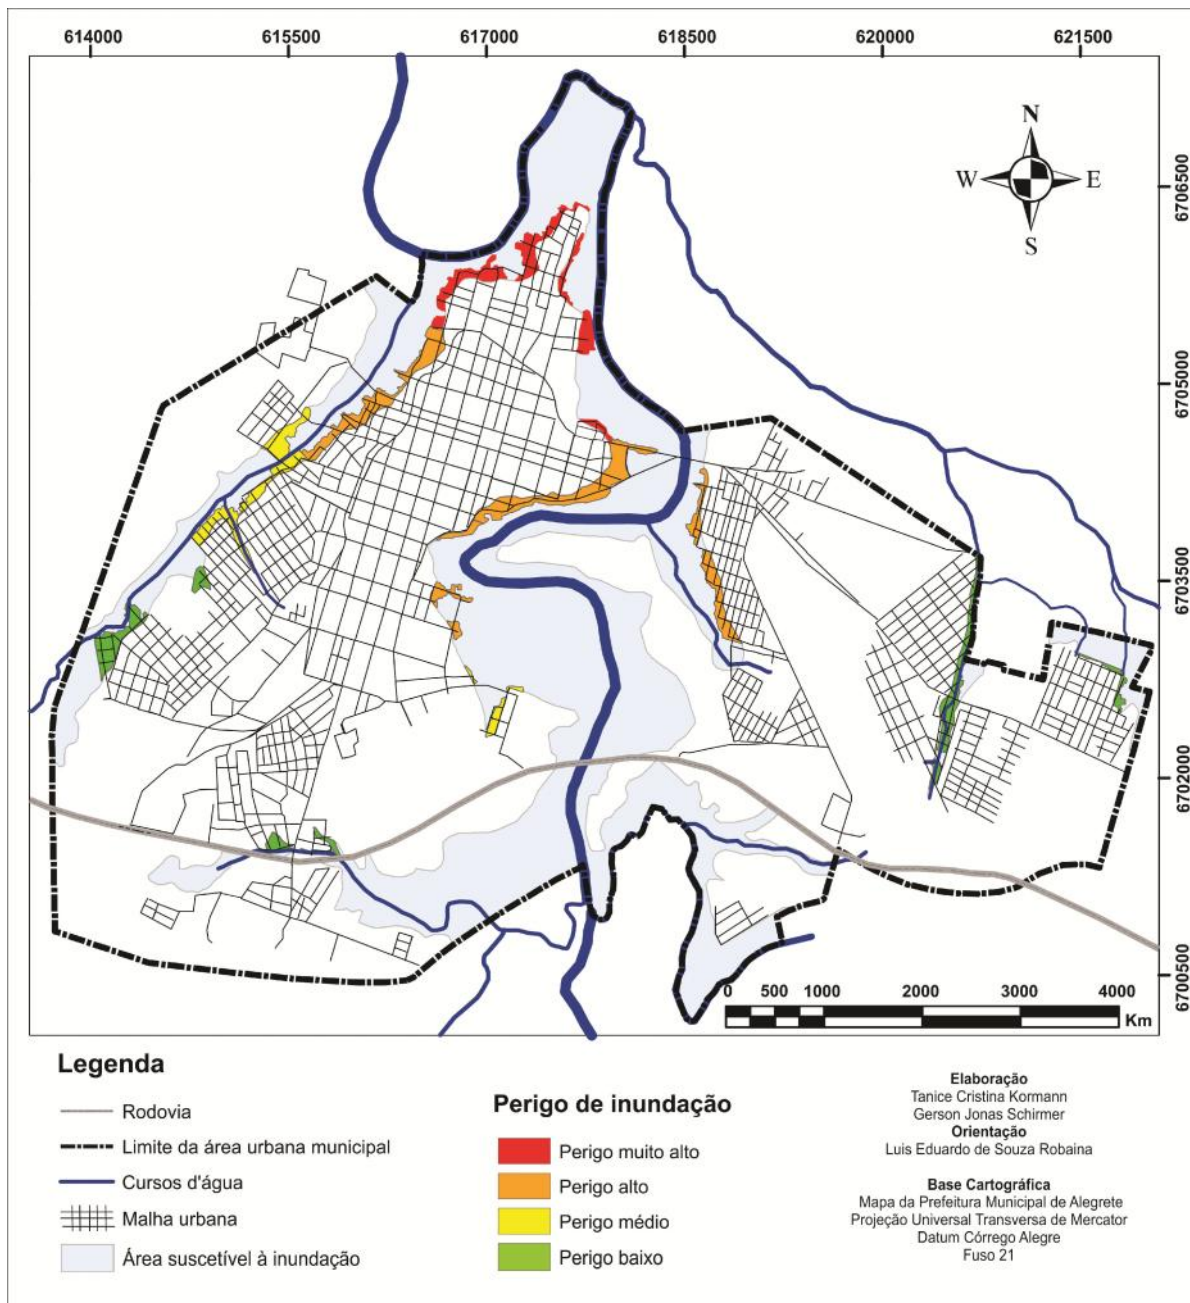 614000 615500 617000 618500 620000 621500
N
W E
S
6706500
6705000
6703500
6702000
6700500
0 500 1000 2000 3000 4000
Km
Legenda
Rodovia
Limite da área urbana municipal
Cursos d'água
Malha urbana
Área suscetível à inundação
Perigo de inundação
Perigo muito alto
Perigo alto
Perigo médio
Perigo baixo
Elaboração
Tanice Cristina Kormann
Gerson Jonas Schirmer
Orientação
Luis Eduardo de Souza Robaina
Base Cartográfica
Mapa da Prefeitura Municipal de Alegrete
Projeção Universal Transversa de Mercator
Datum Córrego Alegre
Fuso 21